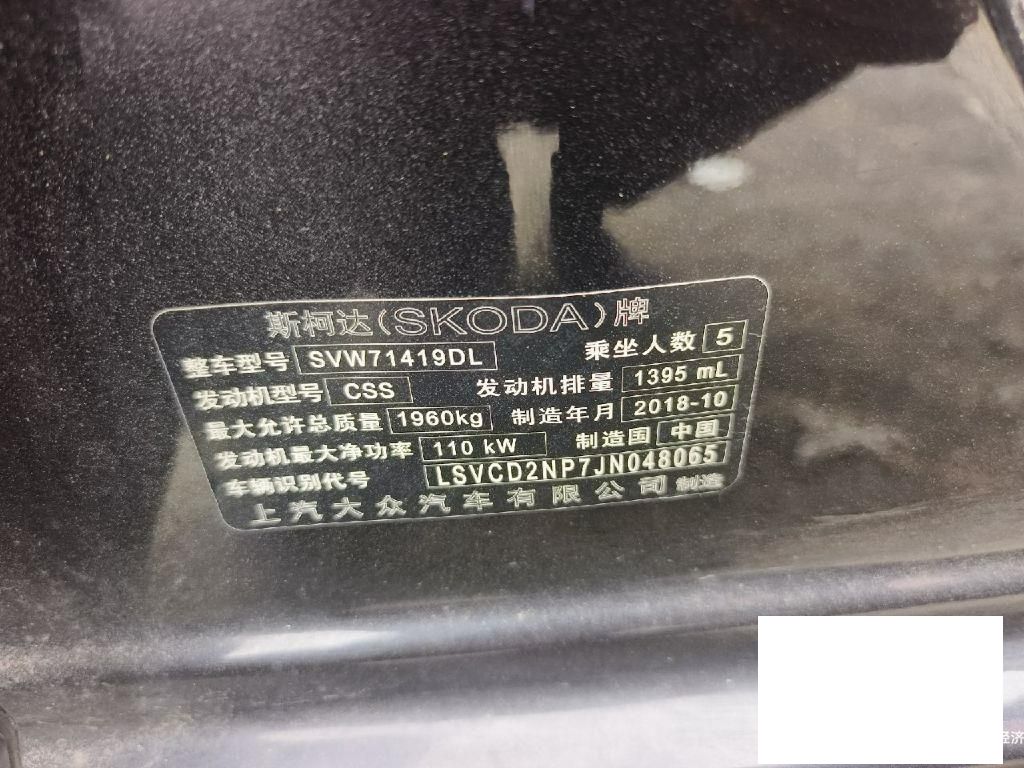 斯柯达(SKODA)牌
整车型号 SVW71419DL 乘坐人数 5
发动机型号 CSS 发动机排量 1395 mL
最大允许总质量 1960kg 制造年月 2018-10
发动机最大净功率 110 kW 制造国 中国
车辆识别代号 LSVCD2NP7JN048065
上汽大众汽车有限公司 制造
经济